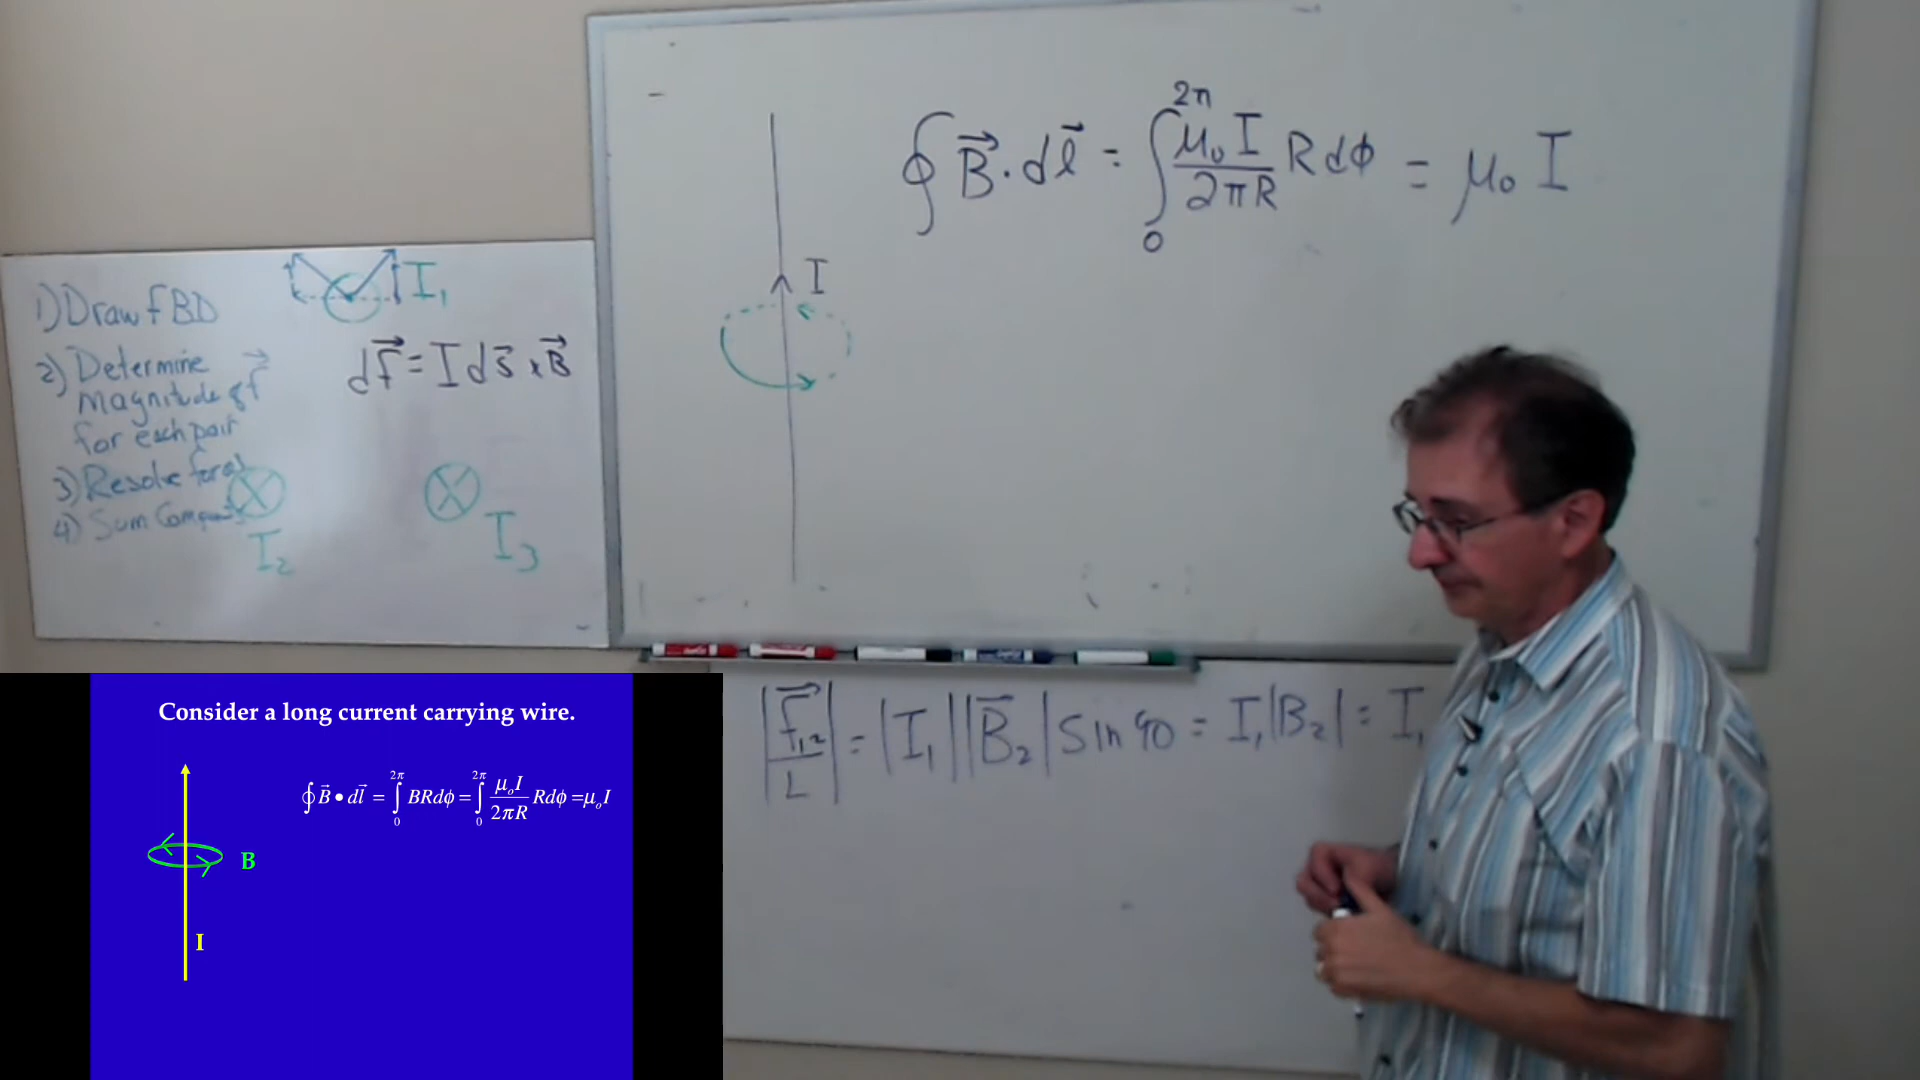 ∮ B⃗ · dl⃗ = ∫₀^2π μ₀I/2πR R dϕ = μ₀ I
I
I₁
1) Draw FBD
2) Determine
magnitude of f⃗
for each pair
3) Resolve
4) Sum
df⃗ = I ds⃗ × B⃗
I₂
I₃
|f⃗₁₂/L| = |I₁||B⃗₂| Sin 90 = I₁|B₂| = I₁
Consider a long current carrying wire.
∮ B⃗ • dl⃗ = ∫₀^2π BRdϕ = ∫₀^2π μₒI/2πR Rdϕ = μₒI
B
I